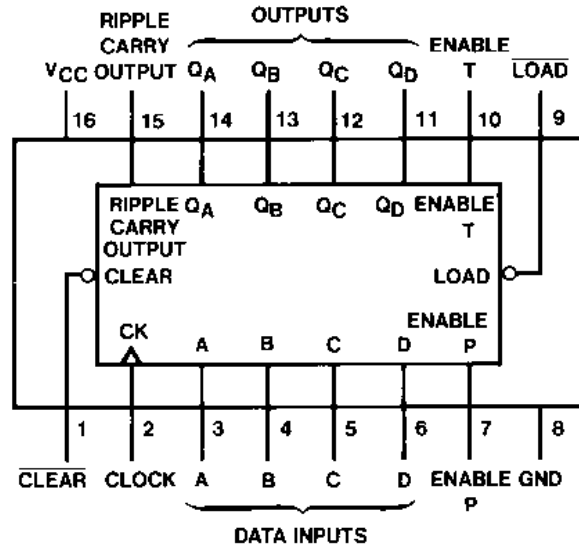 OUTPUTS
RIPPLE
CARRY
OUTPUT
VCC QA QB QC QD ENABLE T LOAD
16 15 14 13 12 11 10 9
RIPPLE
CARRY
OUTPUT
QA QB QC QD ENABLE
T
CLEAR LOAD
CK ENABLE
A B C D P
1 2 3 4 5 6 7 8
CLEAR CLOCK A B C D ENABLE GND
P
DATA INPUTS